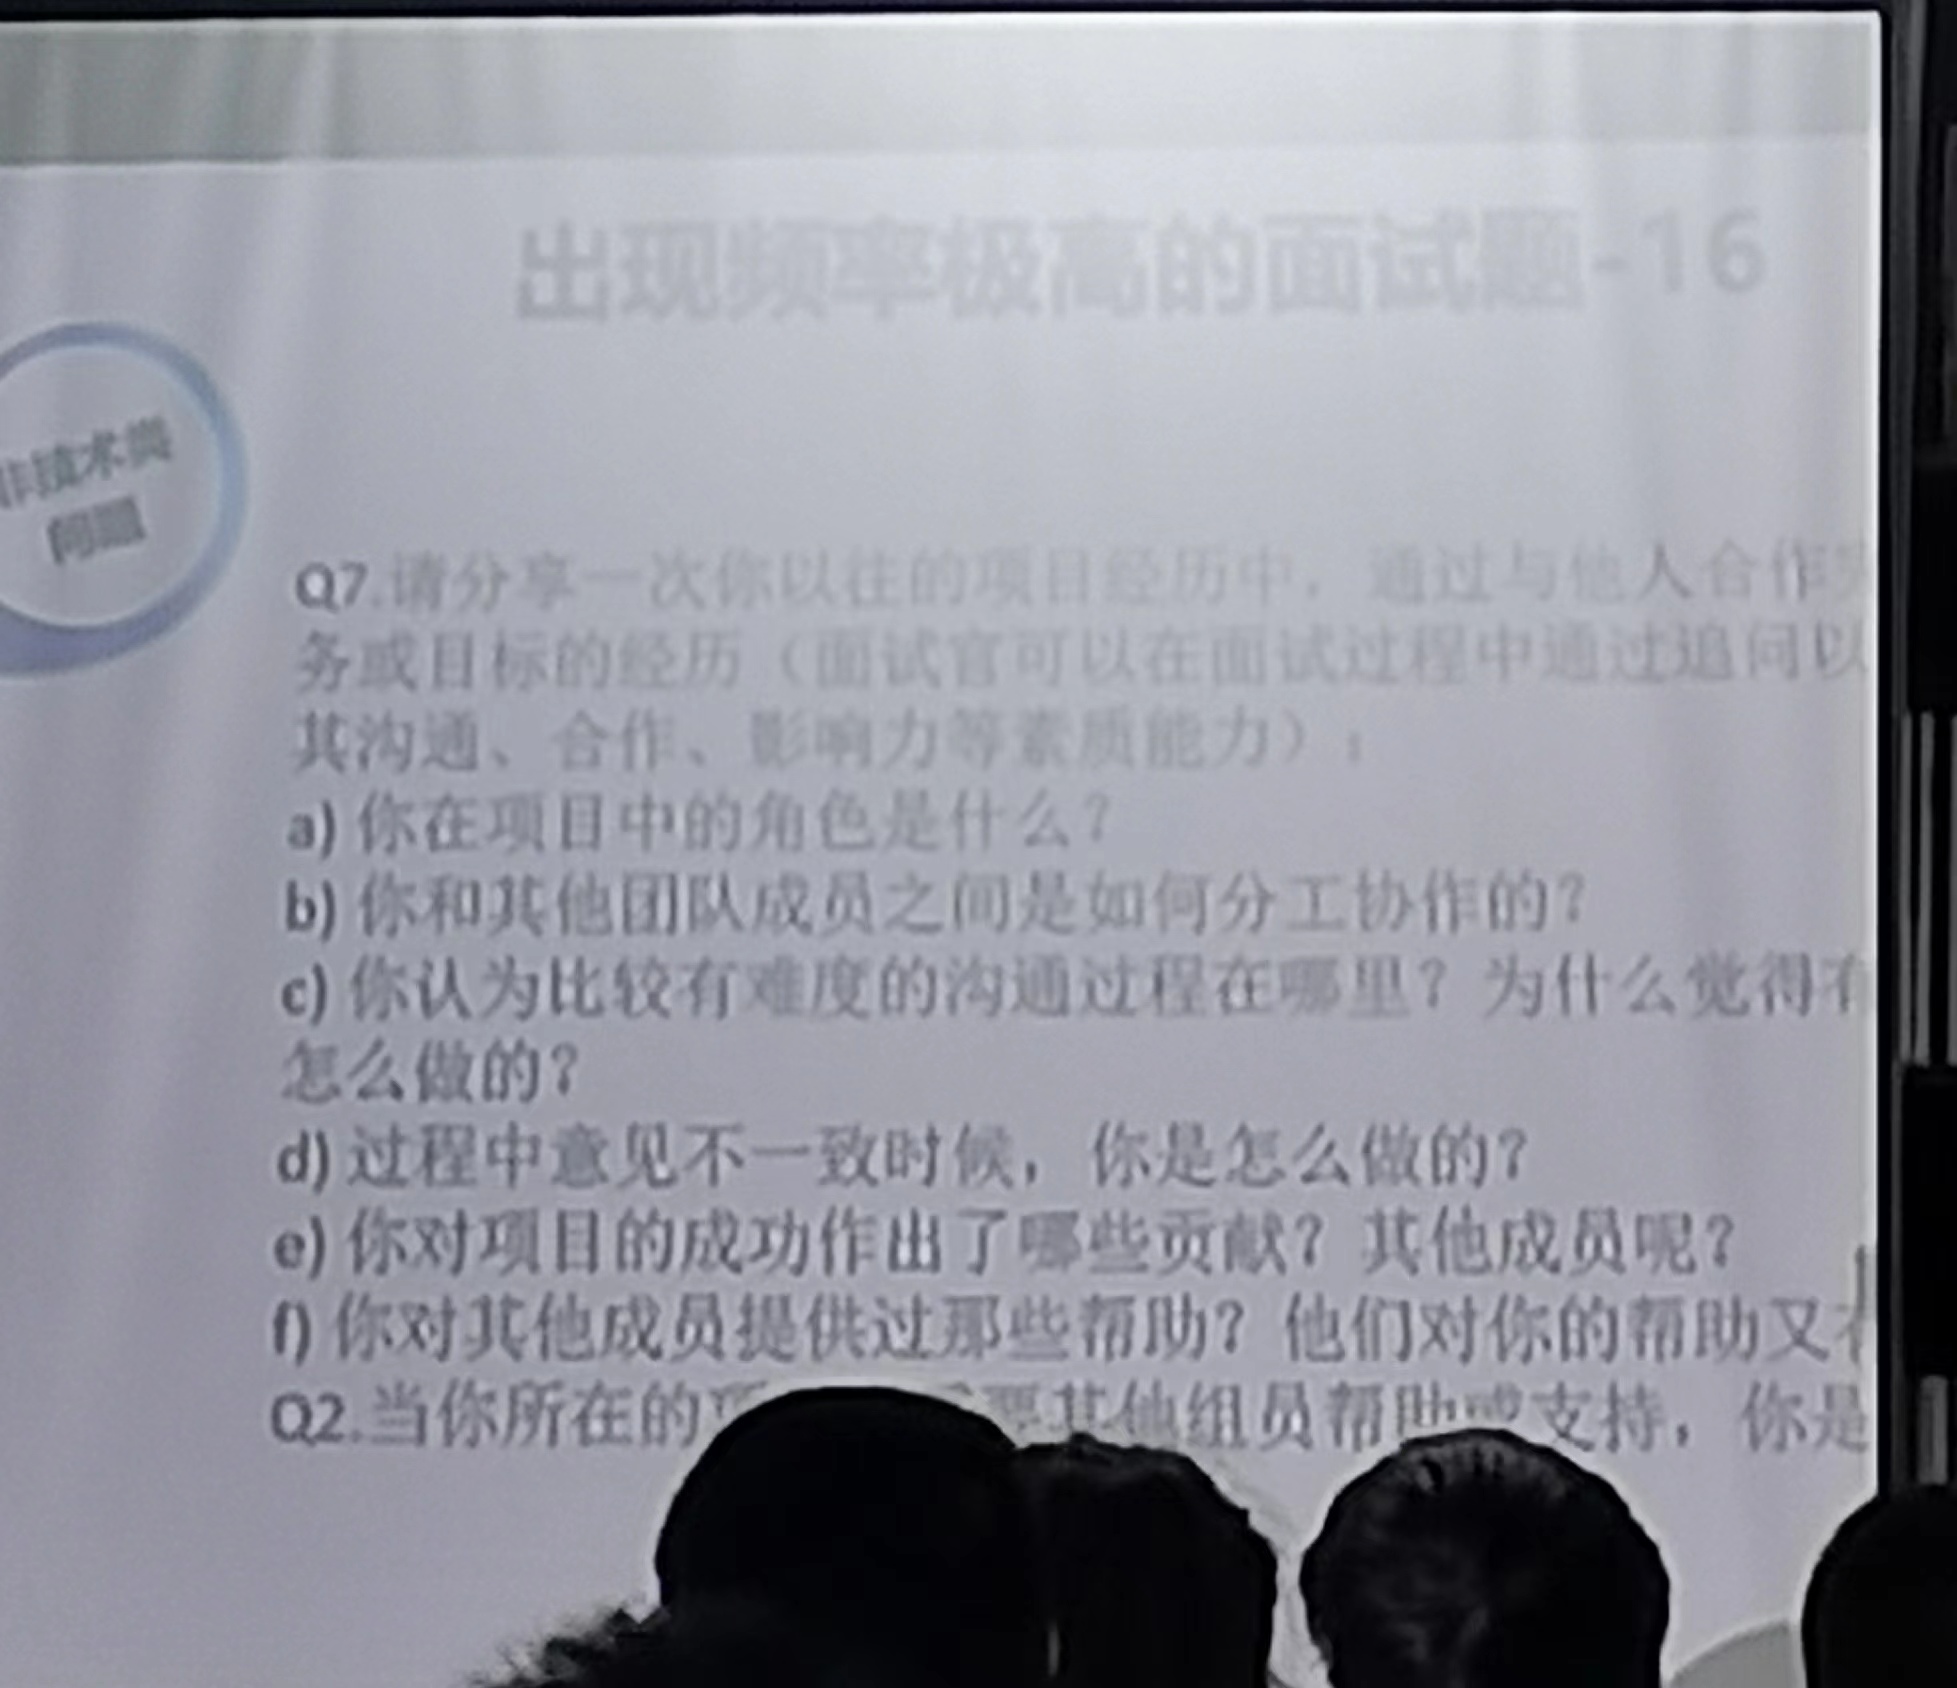 出现频率极高的面试题-16
非技术类
问题
Q7.请分享一次你以往的项目经历中，通过与他人合作
务或目标的经历（面试官可以在面试过程中通过追问以
其沟通、合作、影响力等素质能力）：
a) 你在项目中的角色是什么？
b) 你和其他团队成员之间是如何分工协作的？
c) 你认为比较有难度的沟通过程在哪里？为什么觉得有
怎么做的？
d) 过程中意见不一致时候，你是怎么做的？
e) 你对项目的成功作出了哪些贡献？其他成员呢？
f) 你对其他成员提供过那些帮助？他们对你的帮助又
Q2.当你所在的 要其他组员帮助或支持，你是